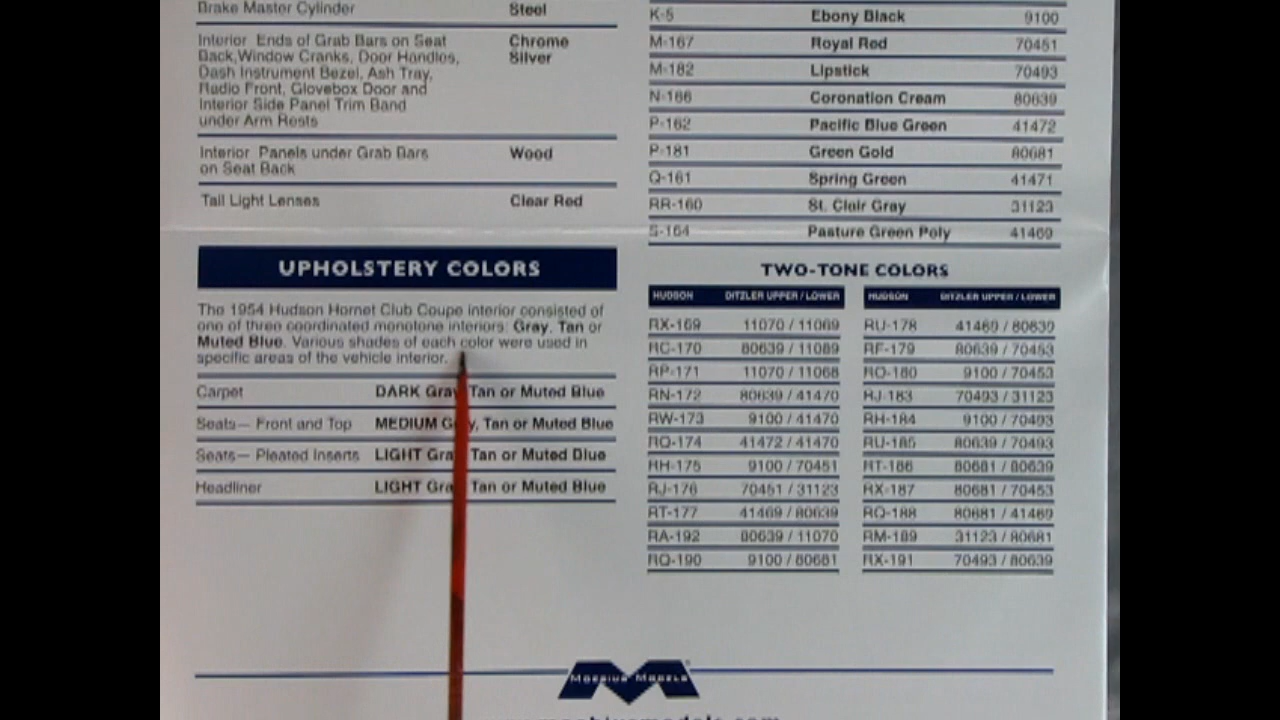 Brake Master Cylinder Steel
Interior Ends of Grab Bars on Seat Chrome
Back, Window Cranks, Door Handles, Silver
Dash Instrument Bezel, Ash Tray,
Radio Front, Glovebox Door and
Interior Side Panel Trim Band
under Arm Rests
Interior Panels under Grab Bars Wood
on Seat Back
Tail Light Lenses Clear Red
UPHOLSTERY COLORS
The 1954 Hudson Hornet Club Coupe interior consisted of
one of three coordinated monotone interiors: Gray, Tan or
Muted Blue. Various shades of each color were used in
specific areas of the vehicle interior.
Carpet DARK Gray Tan or Muted Blue
Seats— Front and Top MEDIUM Gray, Tan or Muted Blue
Seats— Pleated Inserts LIGHT Gra Tan or Muted Blue
Headliner LIGHT Gra Tan or Muted Blue
K-5 Ebony Black 9100
M-167 Royal Red 70451
M-182 Lipstick 70493
N-166 Coronation Cream 80639
P-162 Pacific Blue Green 41472
P-181 Green Gold 80681
Q-161 Spring Green 41471
RR-160 St. Clair Gray 31123
S-164 Pasture Green Poly 41469
TWO-TONE COLORS
HUDSON DITZLER UPPER / LOWER
RX-169 11070 / 11069
RC-170 80639 / 11069
RP-171 11070 / 11068
RN-172 80639 / 41470
RW-173 9100 / 41470
RO-174 41472 / 41470
RH-175 9100 / 70451
RJ-176 70451 / 31123
RT-177 41469 / 80639
RA-192 80639 / 11070
RQ-190 9100 / 80681
HUDSON DITZLER UPPER / LOWER
RU-178 41469 / 80639
RF-179 80639 / 70453
RO-180 9100 / 70453
RJ-183 70493 / 31123
RH-184 9100 / 70493
RU-185 80639 / 70493
RT-186 80681 / 80639
RX-187 80681 / 70453
RQ-188 80681 / 41469
RM-189 31123 / 80681
RX-191 70493 / 80639
MOEBIUS MODELS